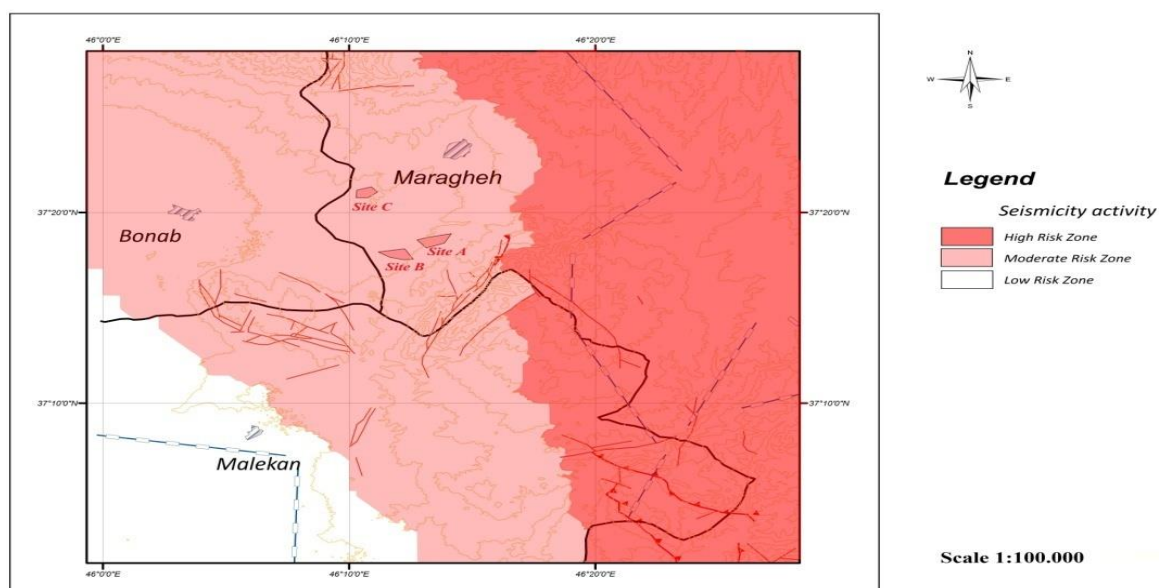 46°0'0"E 46°10'0"E 46°20'0"E
N
W E
S
Maragheh
Site C
37°20'0"N 37°20'0"N
Bonab
Site A
Site B
Legend
Seismicity activity
High Risk Zone
Moderate Risk Zone
Low Risk Zone
37°10'0"N 37°10'0"N
Malekan
Scale 1:100.000
46°0'0"E 46°10'0"E 46°20'0"E